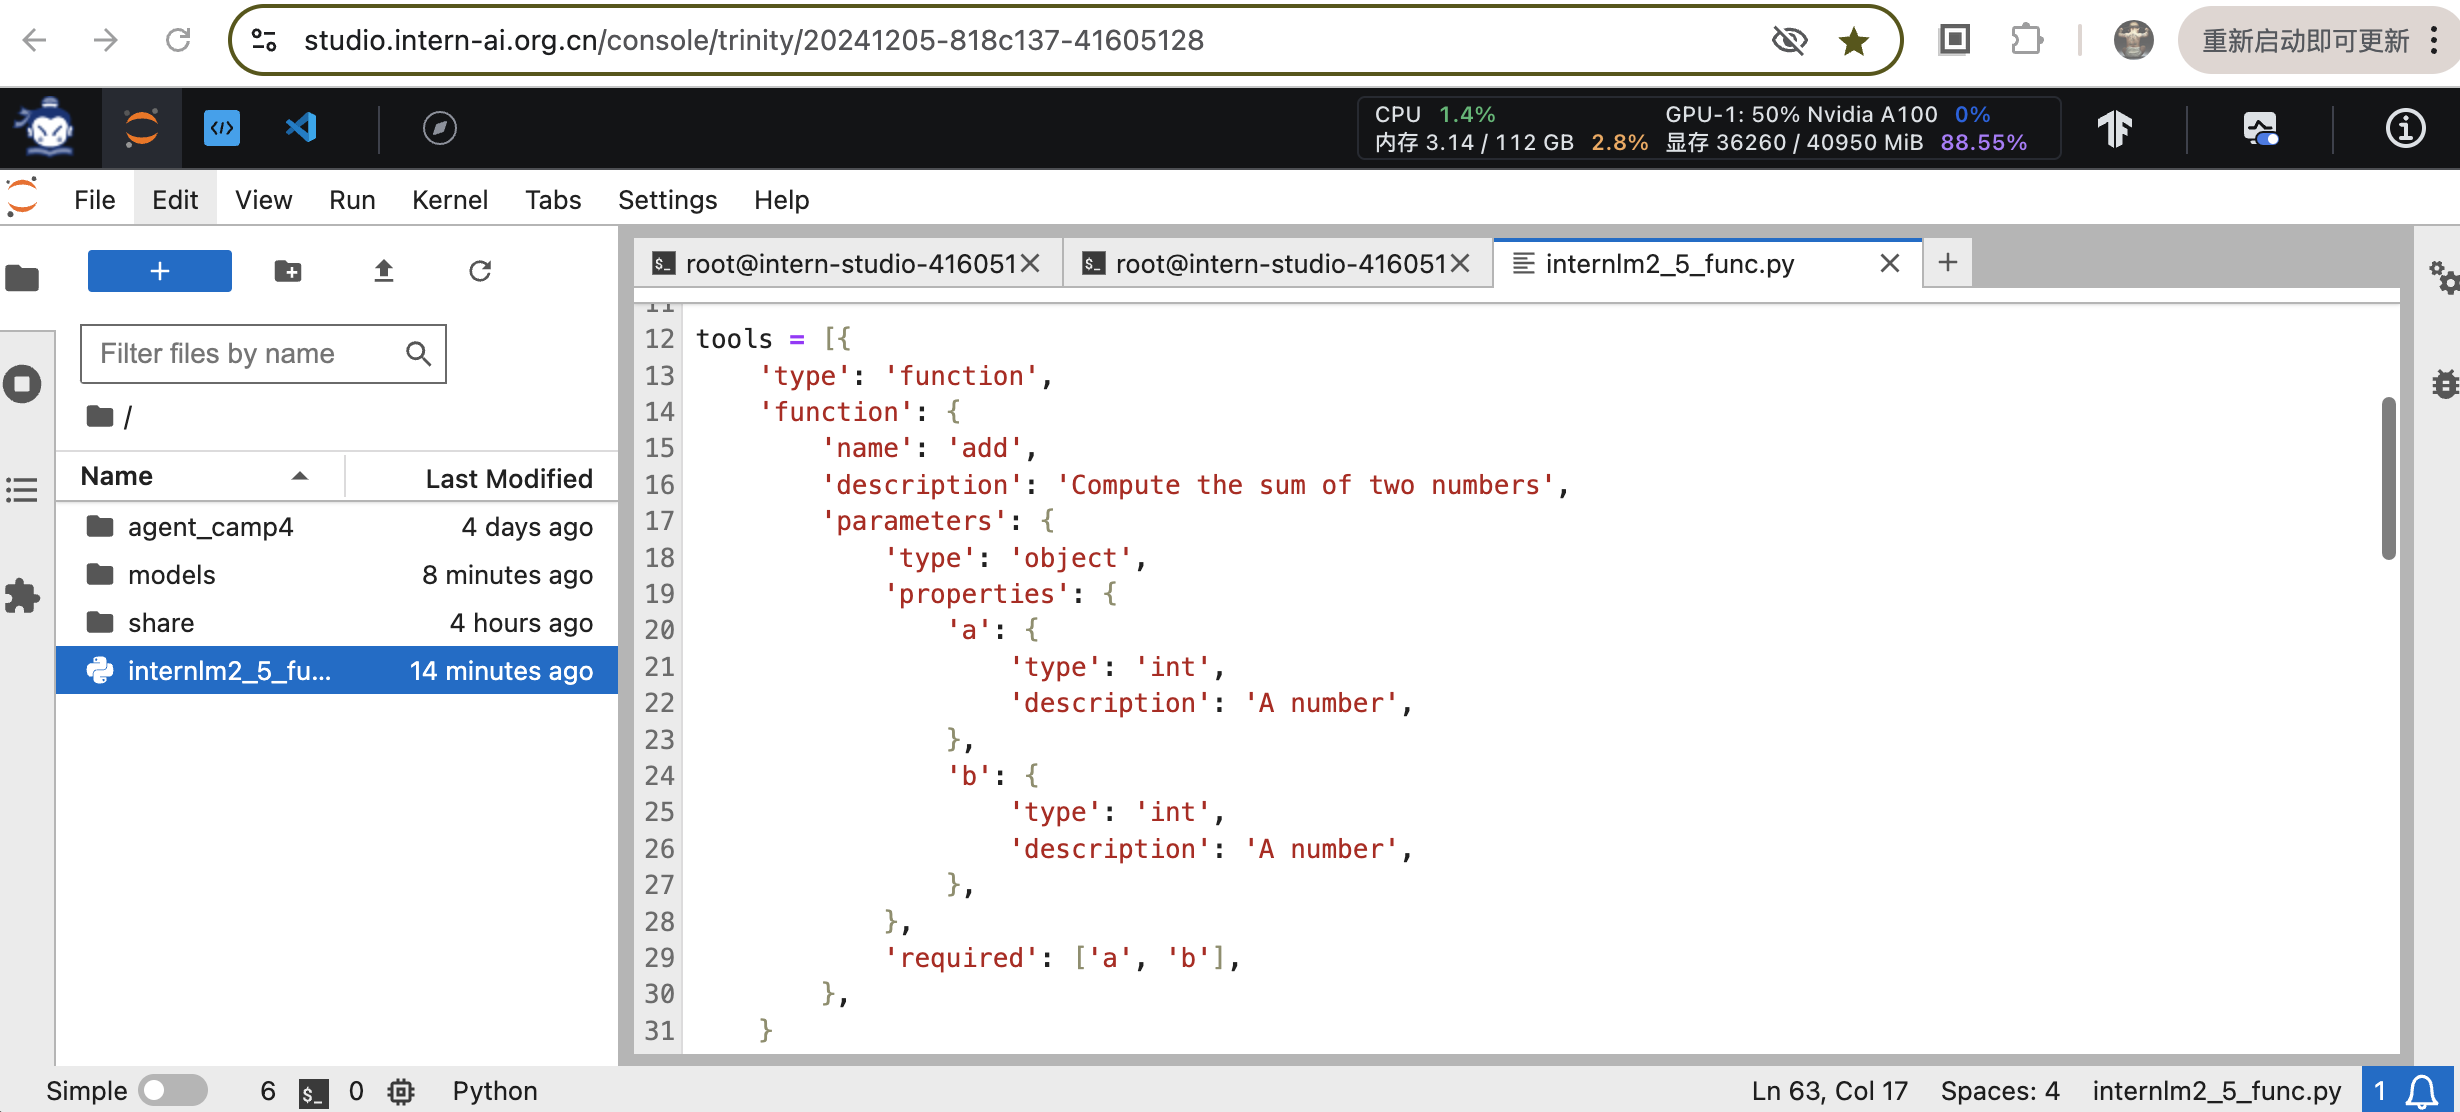 studio.intern-ai.org.cn/console/trinity/20241205-818c137-41605128
重新启动即可更新
CPU 1.4% GPU-1: 50% Nvidia A100 0%
内存 3.14 / 112 GB 2.8% 显存 36260 / 40950 MiB 88.55%
File Edit View Run Kernel Tabs Settings Help
root@intern-studio-416051 root@intern-studio-416051 internlm2_5_func.py
Filter files by name
/
Name Last Modified
agent_camp4 4 days ago
models 8 minutes ago
share 4 hours ago
internlm2_5_fu... 14 minutes ago
11
12 tools = [{
13 'type': 'function',
14 'function': {
15 'name': 'add',
16 'description': 'Compute the sum of two numbers',
17 'parameters': {
18 'type': 'object',
19 'properties': {
20 'a': {
21 'type': 'int',
22 'description': 'A number',
23 },
24 'b': {
25 'type': 'int',
26 'description': 'A number',
27 },
28 },
29 'required': ['a', 'b'],
30 },
31 }
Simple 6 $_ 0 Python Ln 63, Col 17 Spaces: 4 internlm2_5_func.py 1